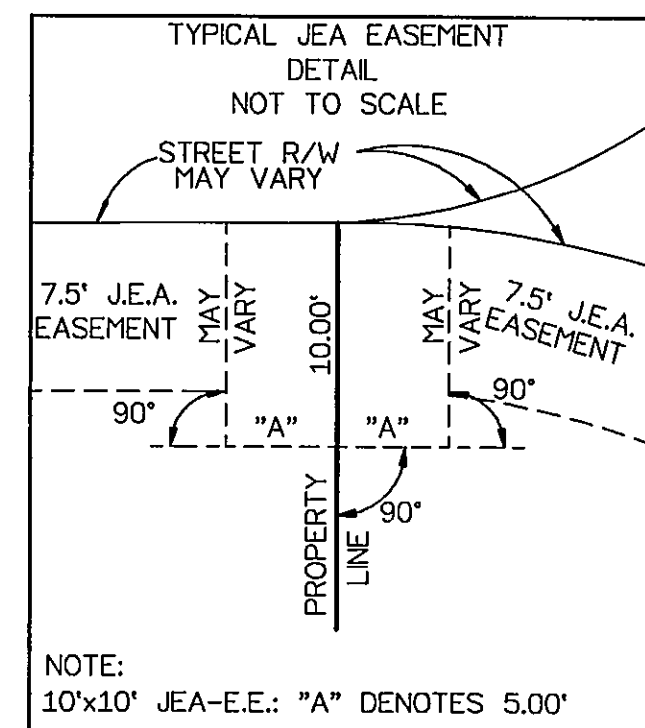 TYPICAL JEA EASEMENT
DETAIL
NOT TO SCALE
STREET R/W
MAY VARY
7.5' J.E.A.
EASEMENT
MAY
VARY
10.00'
MAY
VARY
7.5' J.E.A.
EASEMENT
90°
"A"
"A"
90°
90°
PROPERTY
LINE
NOTE:
10'x10' JEA-E.E.: "A" DENOTES 5.00'